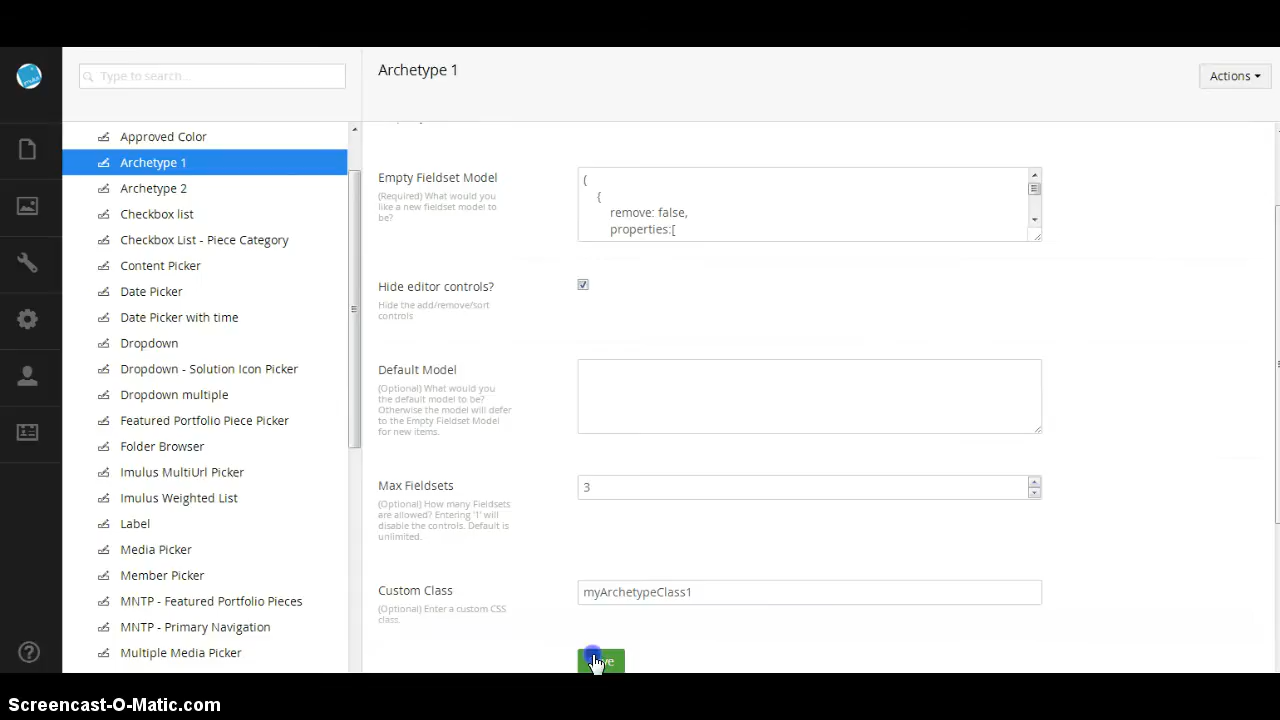 Type to search...
Archetype 1
Actions
Approved Color
Archetype 1
Archetype 2
Checkbox list
Checkbox List - Piece Category
Content Picker
Date Picker
Date Picker with time
Dropdown
Dropdown - Solution Icon Picker
Dropdown multiple
Featured Portfolio Piece Picker
Folder Browser
Imulus MultiUrl Picker
Imulus Weighted List
Label
Media Picker
Member Picker
MNTP - Featured Portfolio Pieces
MNTP - Primary Navigation
Multiple Media Picker
Empty Fieldset Model
(Required) What would you
like a new fieldset model to
be?
(
{
remove: false,
properties:[
Hide editor controls?
Hide the add/remove/sort
controls
Default Model
(Optional) What would you
the default model to be?
Otherwise the model will defer
to the Empty Fieldset Model
for new items.
Max Fieldsets
(Optional) How many Fieldsets
are allowed? Entering '1' will
disable the controls. Default is
unlimited.
3
Custom Class
(Optional) Enter a custom CSS
class.
myArchetypeClass1
Screencast-O-Matic.com